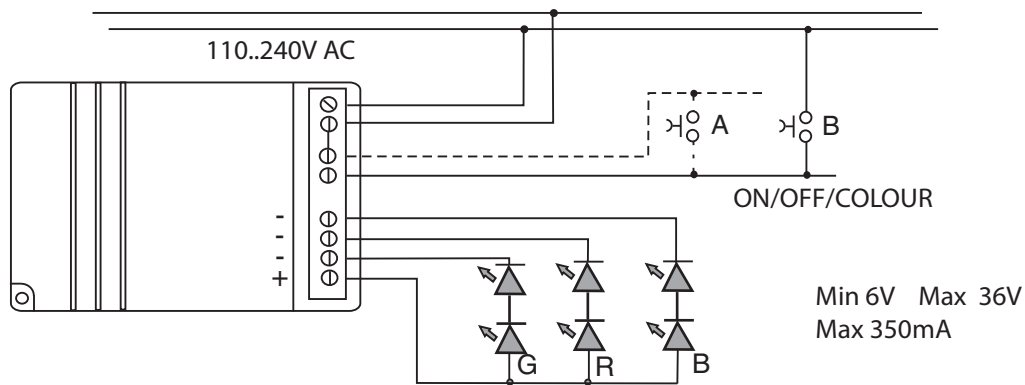 110..240V AC
A
B
ON/OFF/COLOUR
-
-
-
+
G
R
B
Min 6V Max 36V
Max 350mA